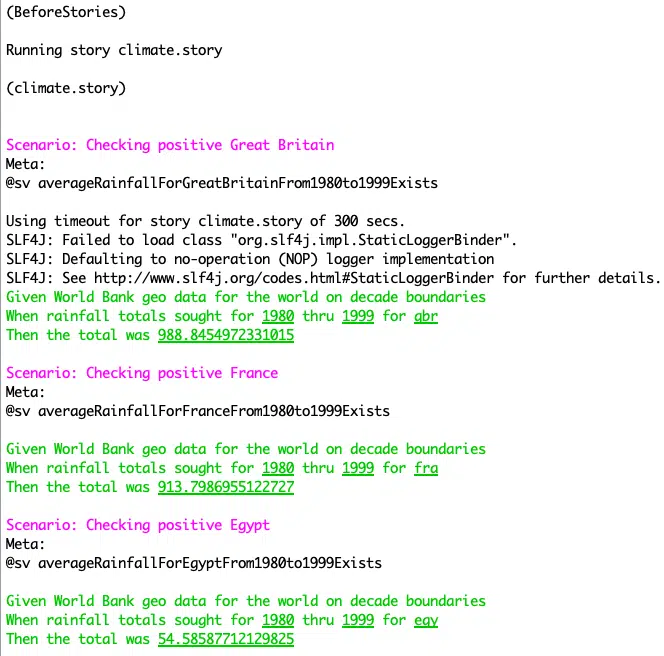 (BeforeStories)
Running story climate.story
(climate.story)
Scenario: Checking positive Great Britain
Meta:
@sv averageRainfallForGreatBritainFrom1980to1999Exists
Using timeout for story climate.story of 300 secs.
SLF4J: Failed to load class "org.slf4j.impl.StaticLoggerBinder".
SLF4J: Defaulting to no-operation (NOP) logger implementation
SLF4J: See http://www.slf4j.org/codes.html#StaticLoggerBinder for further details.
Given World Bank geo data for the world on decade boundaries
When rainfall totals sought for 1980 thru 1999 for gbr
Then the total was 988.8454972331015
Scenario: Checking positive France
Meta:
@sv averageRainfallForFranceFrom1980to1999Exists
Given World Bank geo data for the world on decade boundaries
When rainfall totals sought for 1980 thru 1999 for fra
Then the total was 913.7986955122727
Scenario: Checking positive Egypt
Meta:
@sv averageRainfallForEgyptFrom1980to1999Exists
Given World Bank geo data for the world on decade boundaries
When rainfall totals sought for 1980 thru 1999 for egy
Then the total was 54.58587712129825